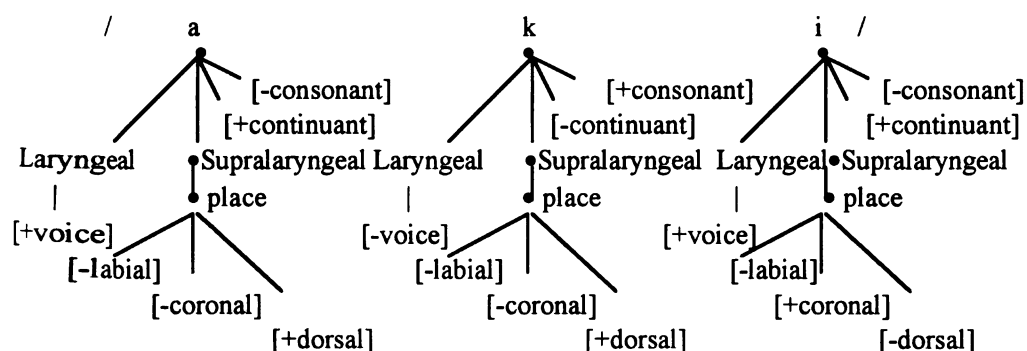 / a k i /
[-consonant] [+consonant] [-consonant]
[+continuant] [-continuant] [+continuant]
Laryngeal Supralaryngeal Laryngeal Supralaryngeal Laryngeal Supralaryngeal
place place place
[+voice] [-voice] [+voice]
[-labial] [-labial] [-labial]
[-coronal] [-coronal] [+coronal]
[+dorsal] [+dorsal] [-dorsal]